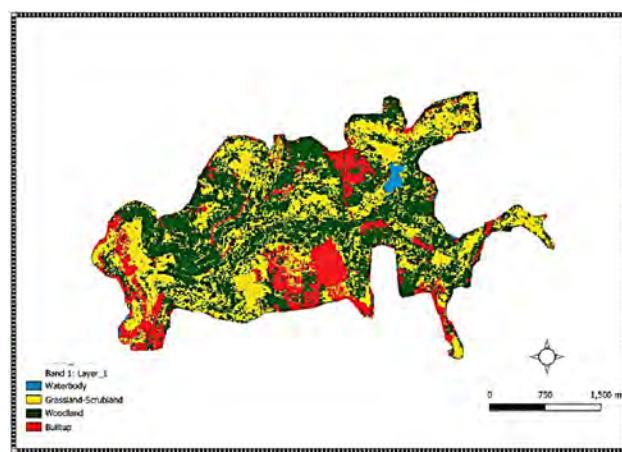 Band 1: Layer_1
Waterbody
Grassland-Scrubland
Woodland
Builtup
0 750 1,500 m